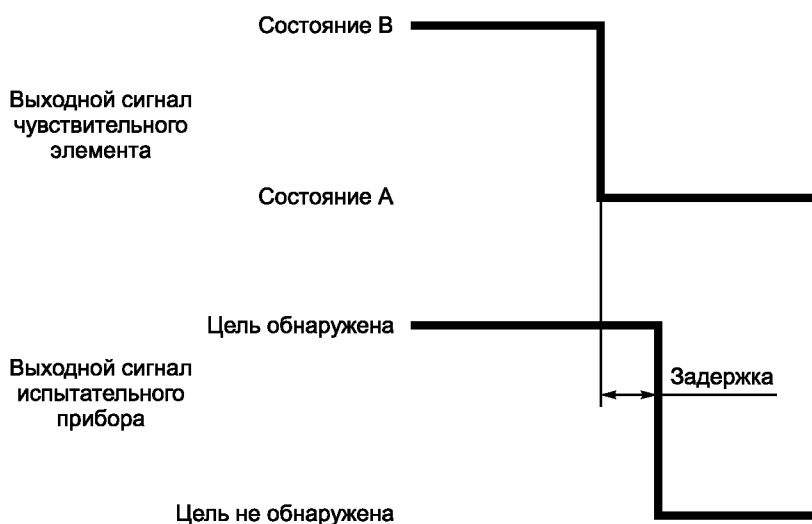 Состояние В
Выходной сигнал
чувствительного
элемента
Состояние А
Цель обнаружена
Выходной сигнал
испытательного
прибора
Задержка
Цель не обнаружена